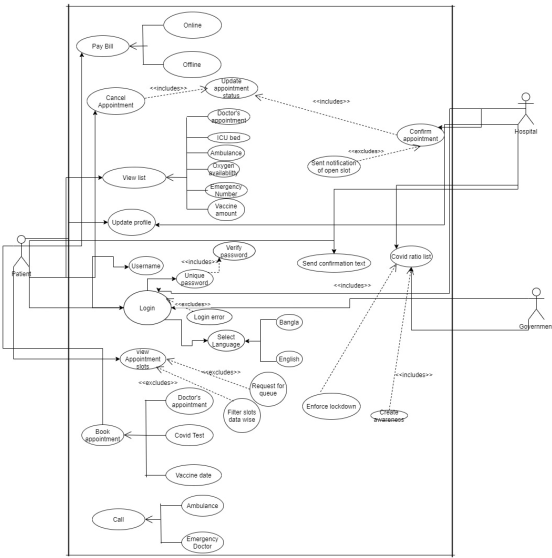 Online
Pay Bill
Offline
Update
appointment
status
<<includes>>
Cancel
Appointment
<<includes>>
Hospital
Doctor's
appointment
ICU bed
Confirm
appointment
Ambulance
<<excludes>>
Sent notification
of open slot
View list
Oxygen
availablity
Emergency
Number
Vaccine
amount
Update profile
Patient
Verify
password
Username
<<includes>>
Send confirmation text
Covid ratio list
Unique
password
<<includes>>
Login
<<excludes>>
Login error
Bangla
Governmen
Select
Language
English
view
Appointment
slots
<<excludes>>
<<excludes>>
Request for
queue
<<includes>>
Doctor's
appointment
Filter slots
data wise
Enforce lockdown
Create
awareness
Book
appointment
Covid Test
Vaccine date
Ambulance
Call
Emergency
Doctor